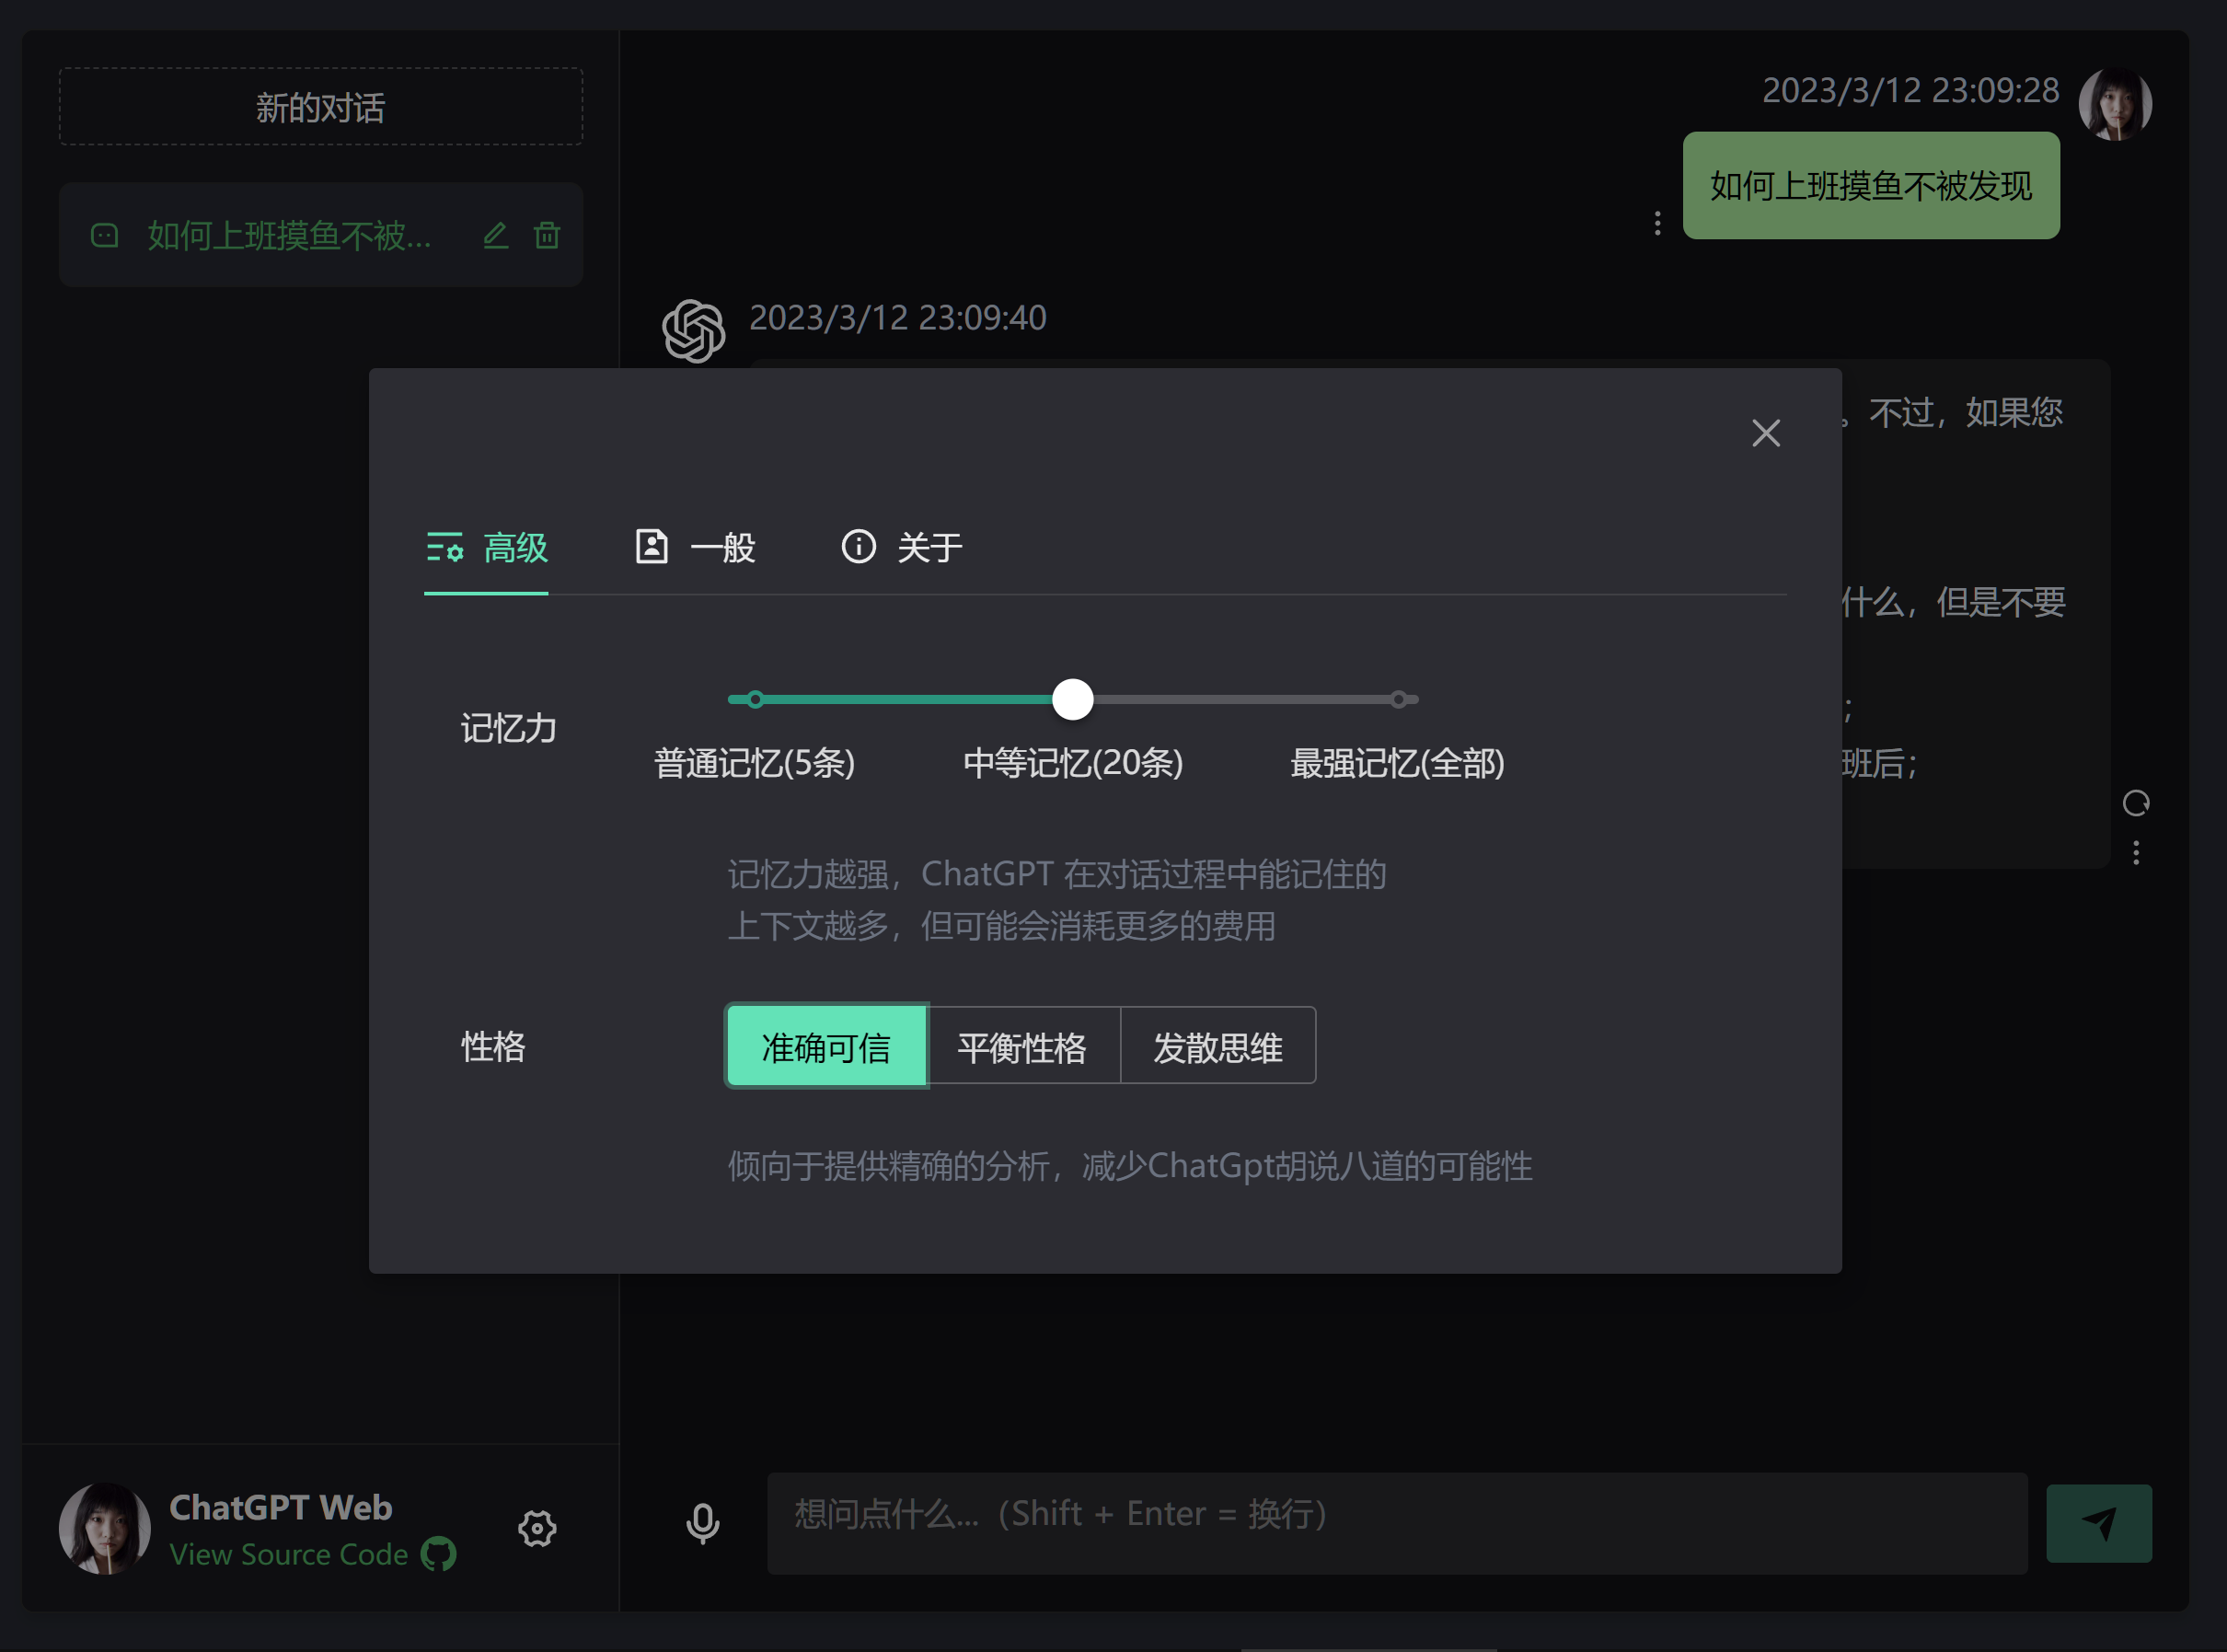 新的对话
如何上班摸鱼不被...
2023/3/12 23:09:28
如何上班摸鱼不被发现
2023/3/12 23:09:40
。不过，如果您
什么，但是不要
；
班后；
高级
一般
关于
记忆力
普通记忆(5条)
中等记忆(20条)
最强记忆(全部)
记忆力越强，ChatGPT 在对话过程中能记住的
上下文越多，但可能会消耗更多的费用
性格
准确可信
平衡性格
发散思维
倾向于提供精确的分析，减少ChatGpt胡说八道的可能性
ChatGPT Web
View Source Code
想问点什么...（Shift + Enter = 换行）